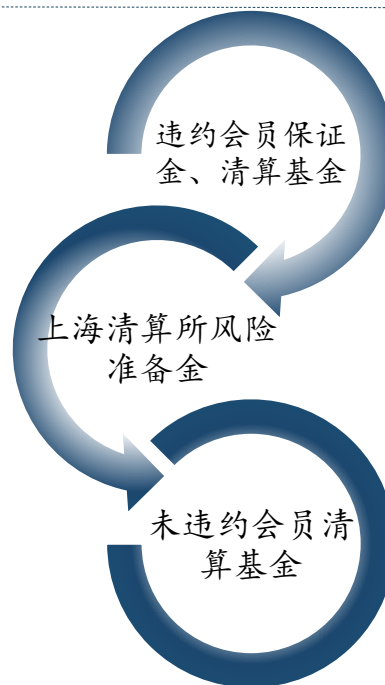 违约会员保证
金、清算基金
上海清算所风险
准备金
未违约会员清
算基金